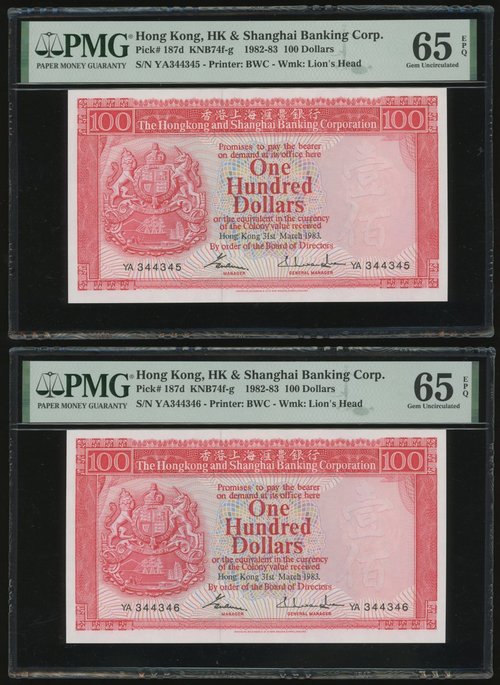 PMG
PAPER MONEY GUARANTY
Hong Kong, HK & Shanghai Banking Corp.
Pick# 187d KNB74f-g 1982-83 100 Dollars
S/N YA344345 - Printer: BWC - Wmk: Lion's Head
65 EPQ
Gem Uncirculated
香港上海滙豐銀行
100 The Hongkong and Shanghai Banking Corporation 100
Promises to pay the bearer
on demand at its office here
One
Hundred
Dollars
or the equivalent in the currency
of the Colony value received
Hong Kong 31st March 1983.
By order of the Board of Directors
壹佰
YA 344345
MANAGER
GENERAL MANAGER
YA 344345
PMG
PAPER MONEY GUARANTY
Hong Kong, HK & Shanghai Banking Corp.
Pick# 187d KNB74f-g 1982-83 100 Dollars
S/N YA344346 - Printer: BWC - Wmk: Lion's Head
65 EPQ
Gem Uncirculated
香港上海滙豐銀行
100 The Hongkong and Shanghai Banking Corporation 100
Promises to pay the bearer
on demand at its office here
One
Hundred
Dollars
or the equivalent in the currency
of the Colony value received
Hong Kong 31st March 1983.
By order of the Board of Directors
壹佰
YA 344346
MANAGER
GENERAL MANAGER
YA 344346